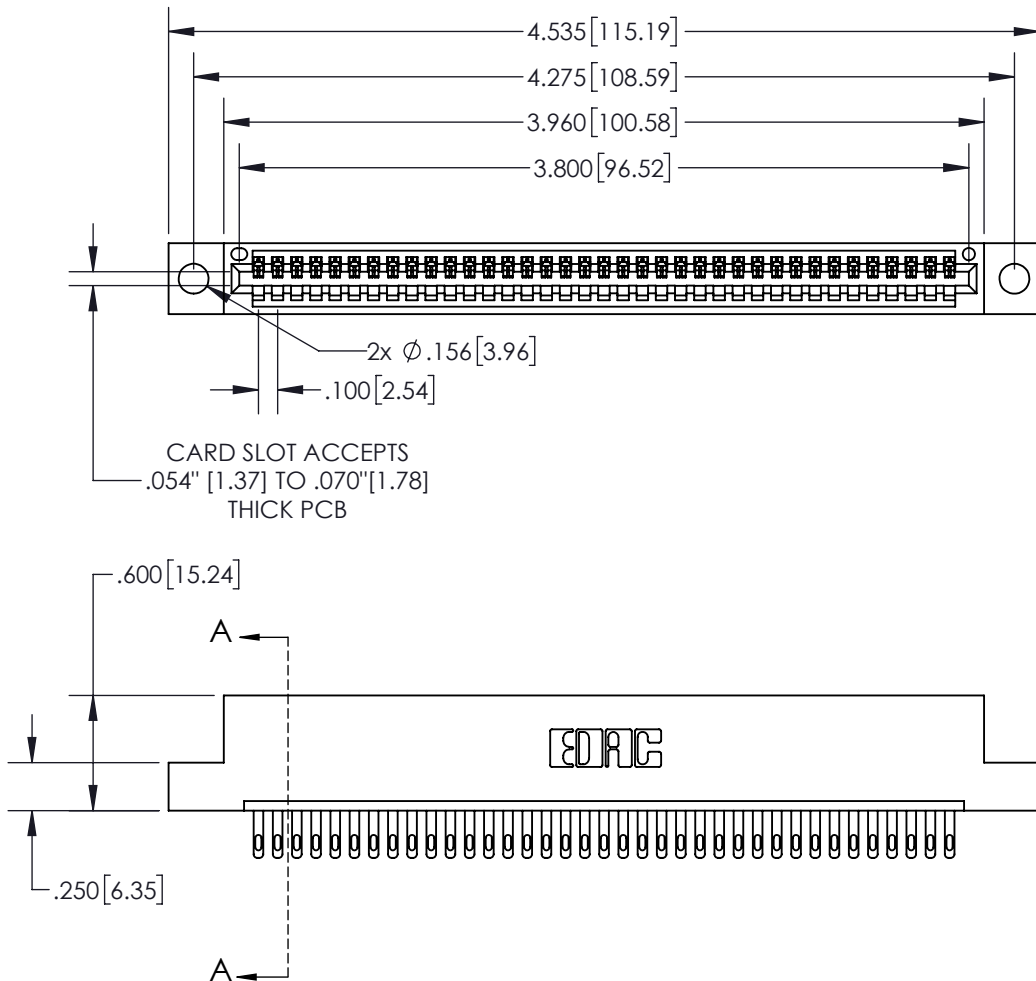 4.535[115.19]
4.275[108.59]
3.960[100.58]
3.800[96.52]
2x ∅.156[3.96]
.100[2.54]
CARD SLOT ACCEPTS
.054" [1.37] TO .070"[1.78]
THICK PCB
.600[15.24]
A
EDAC
.250[6.35]
A